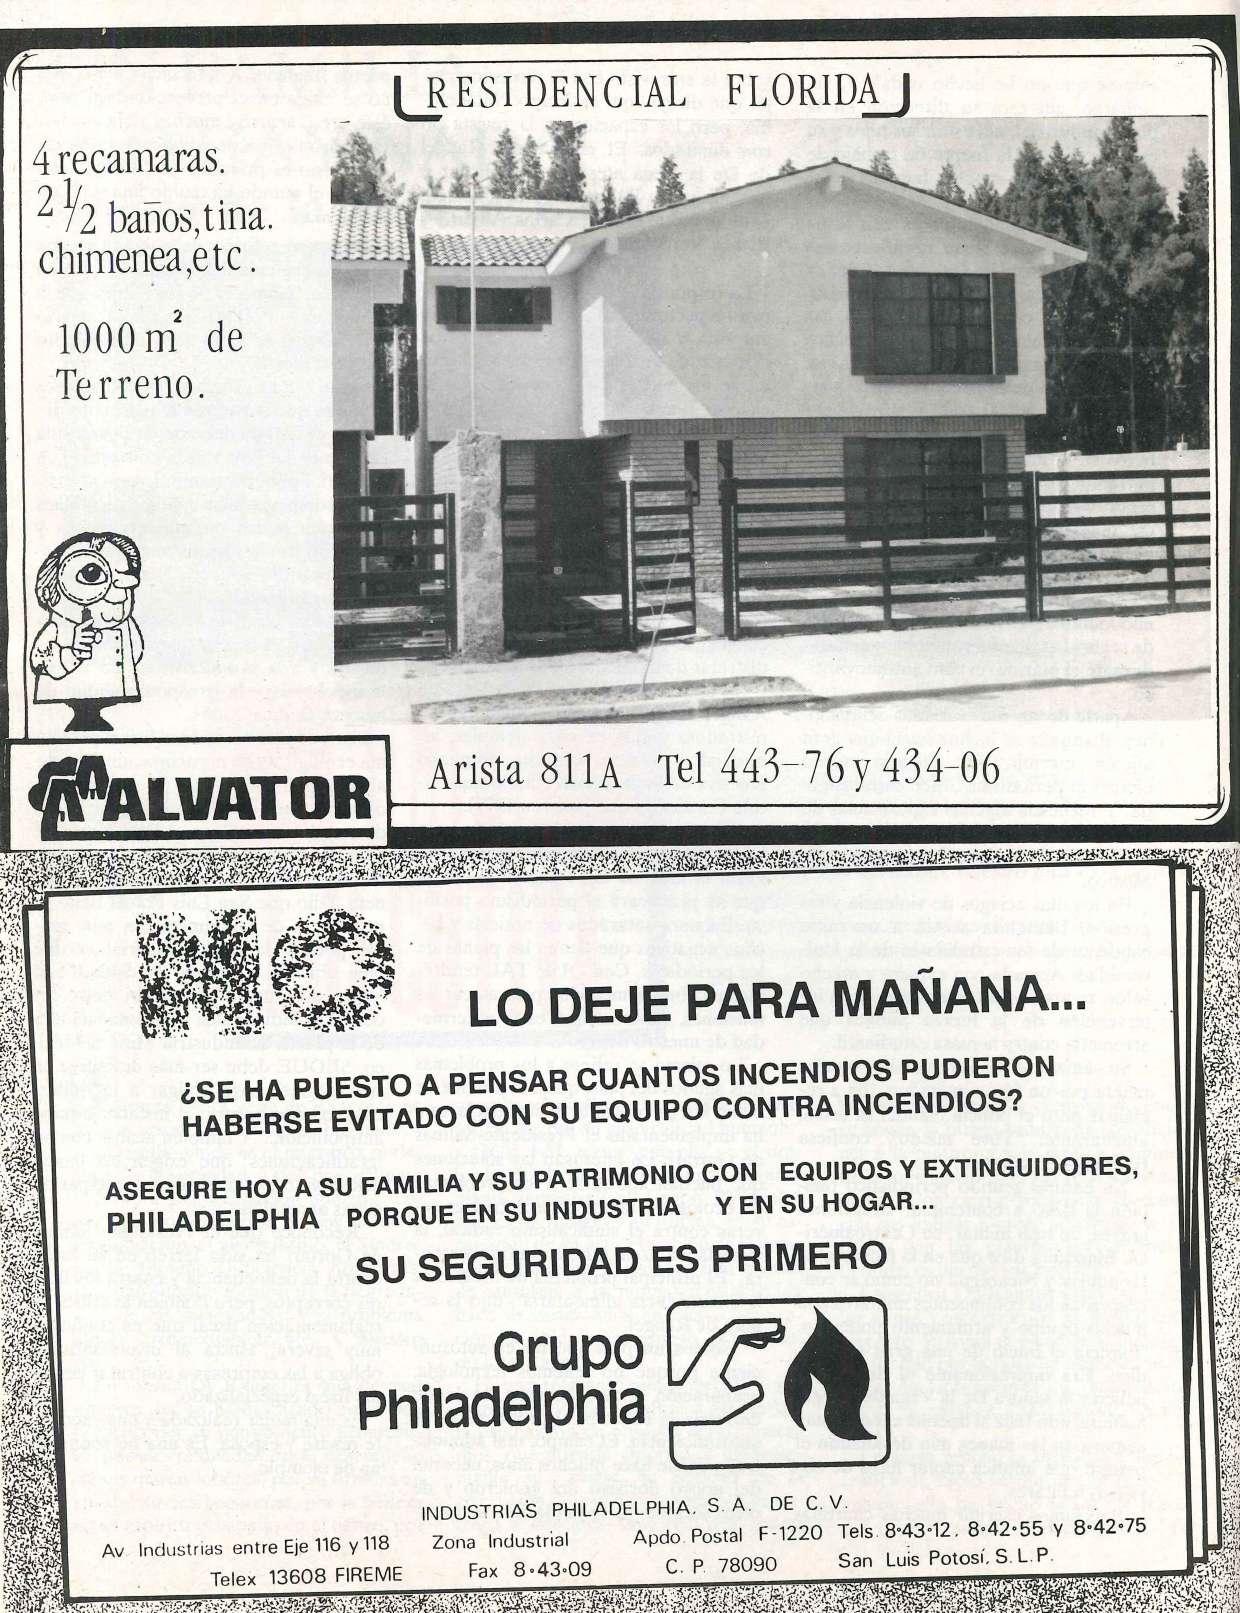 RESIDENCIAL FLORIDA
4 recamaras.
2 1/2 baños, tina.
chimenea, etc.
1000 m² de
Terreno.
ALVATOR
Arista 811A Tel 443-76 y 434-06
NO
LO DEJE PARA MAÑANA...
¿SE HA PUESTO A PENSAR CUANTOS INCENDIOS PUDIERON
HABERSE EVITADO CON SU EQUIPO CONTRA INCENDIOS?
ASEGURE HOY A SU FAMILIA Y SU PATRIMONIO CON EQUIPOS Y EXTINGUIDORES,
PHILADELPHIA PORQUE EN SU INDUSTRIA Y EN SU HOGAR...
SU SEGURIDAD ES PRIMERO
Grupo
Philadelphia
INDUSTRIAS PHILADELPHIA, S. A. DE C. V.
Av. Industrias entre Eje 116 y 118 Zona Industrial Apdo. Postal F-1220 Tels. 8·43·12, 8·42·55 y 8·42·75
Telex 13608 FIREME Fax 8·43·09 C. P. 78090 San Luis Potosí, S. L. P.